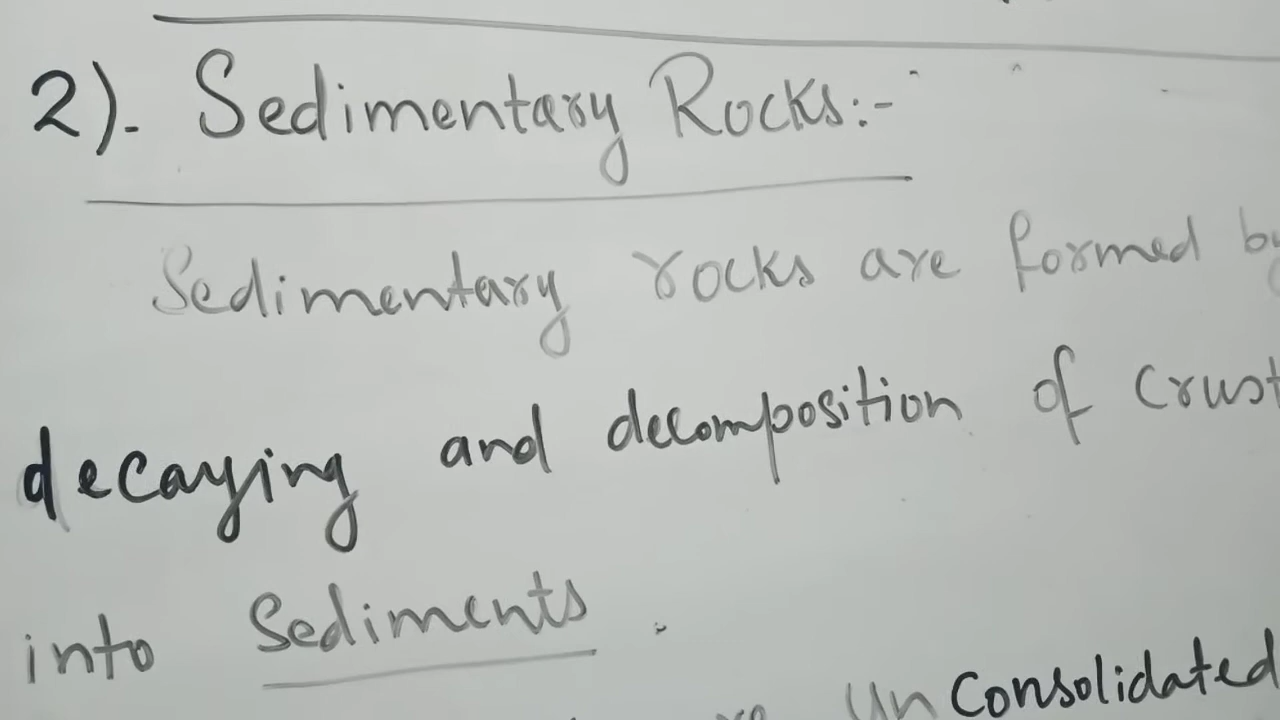 2). Sedimentary Rocks:-
Sedimentary rocks are formed by
decaying and decomposition of Crust
into Sediments.
unConsolidated